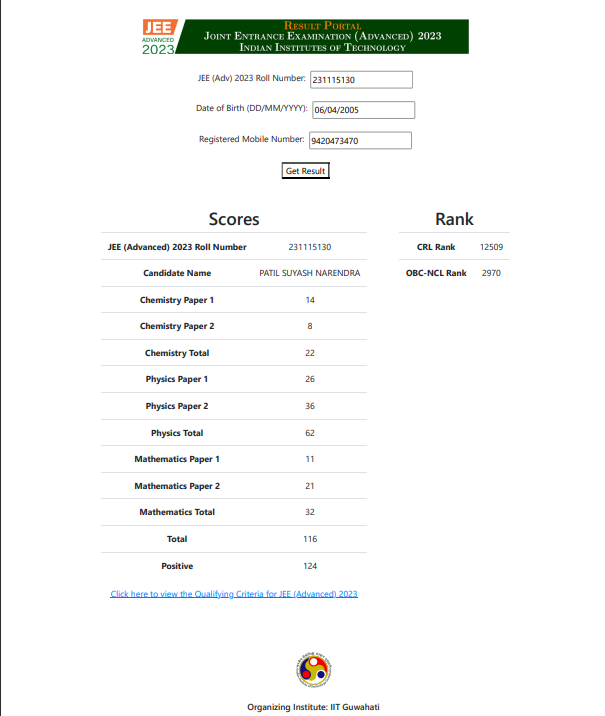 JEE
ADVANCED
2023
Result Portal
Joint Entrance Examination (Advanced) 2023
Indian Institutes of Technology
JEE (Adv) 2023 Roll Number: 231115130
Date of Birth (DD/MM/YYYY): 06/04/2005
Registered Mobile Number: 9420473470
Get Result
Scores
JEE (Advanced) 2023 Roll Number 231115130
Candidate Name PATIL SUYASH NARENDRA
Chemistry Paper 1 14
Chemistry Paper 2 8
Chemistry Total 22
Physics Paper 1 26
Physics Paper 2 36
Physics Total 62
Mathematics Paper 1 11
Mathematics Paper 2 21
Mathematics Total 32
Total 116
Positive 124
Rank
CRL Rank 12509
OBC-NCL Rank 2970
Click here to view the Qualifying Criteria for JEE (Advanced) 2023
Organizing Institute: IIT Guwahati